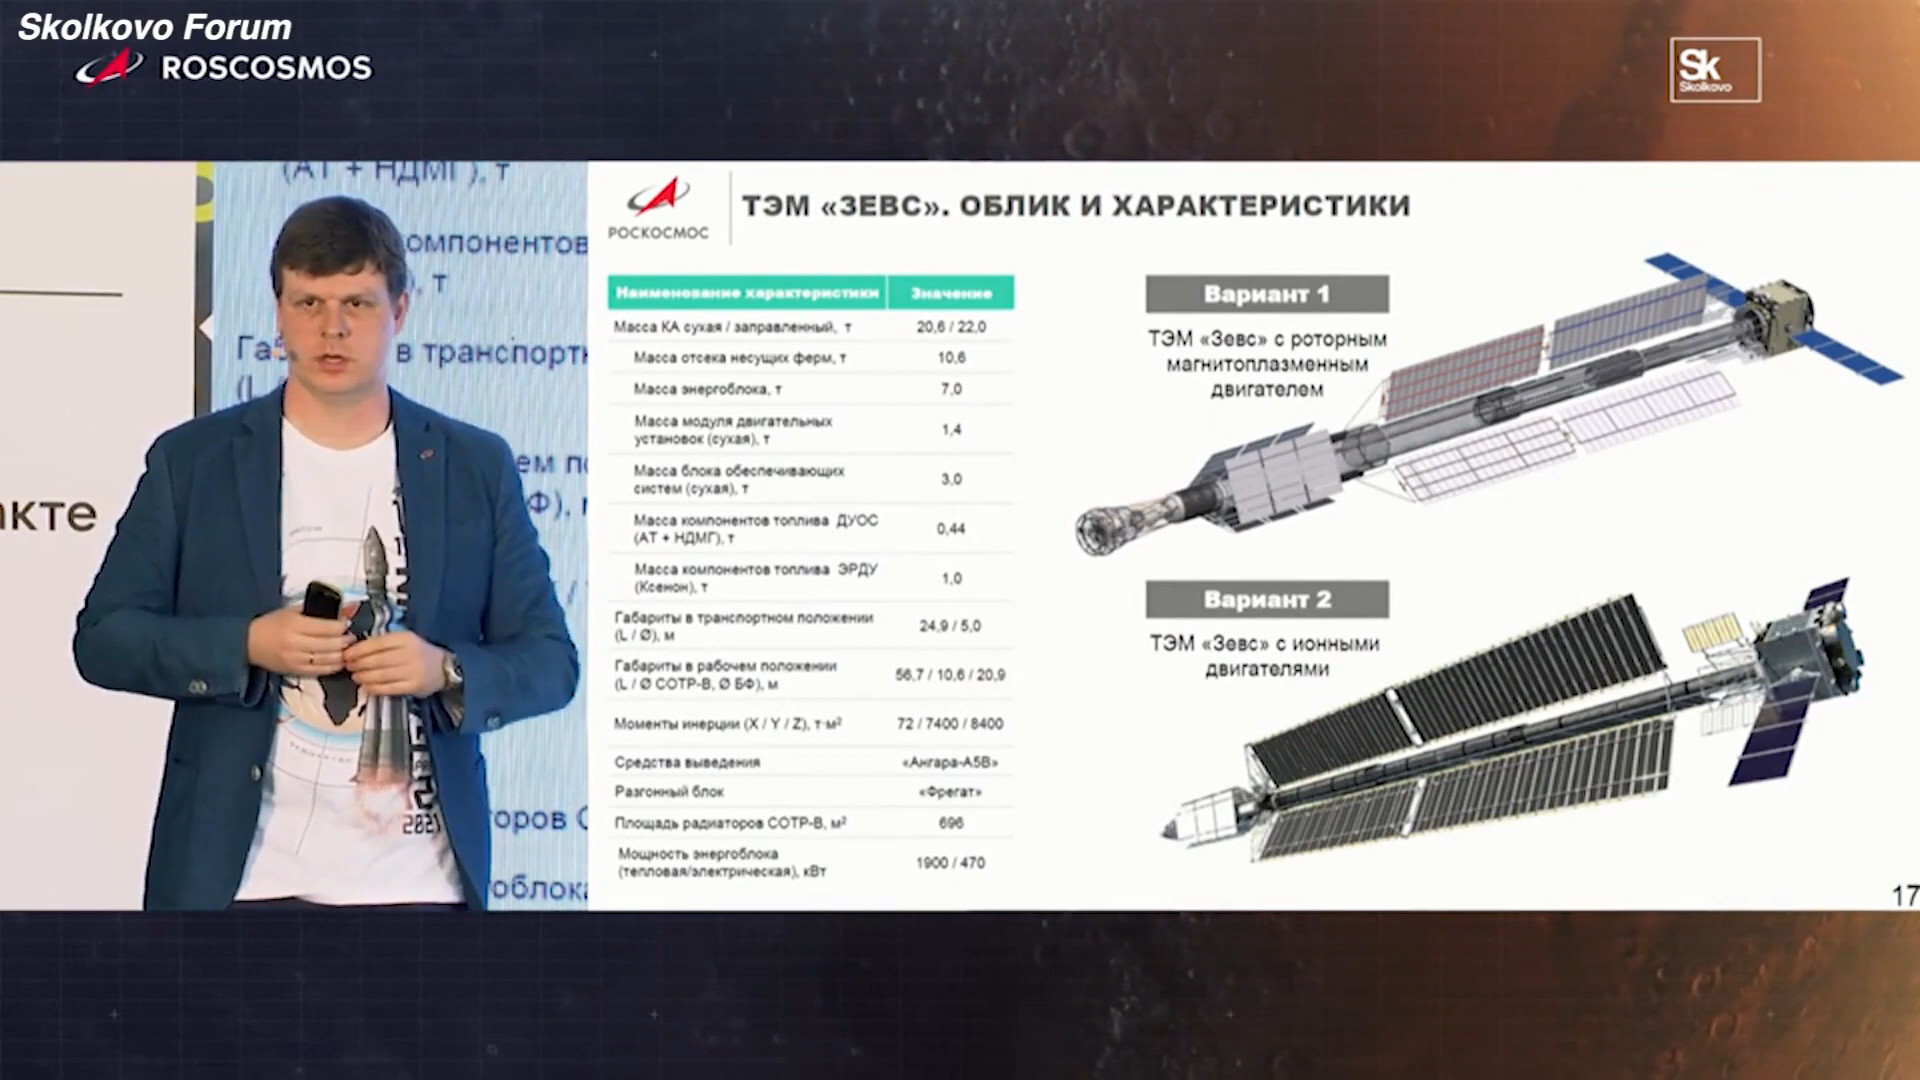 Skolkovo Forum
ROSCOSMOS
Sk
Skolkovo
(АТ + НДМГ), т
омпонентов
), т
в транспорт
ем по
акте
торов С
облока
РОСКОСМОС
ТЭМ «ЗЕВС». ОБЛИК И ХАРАКТЕРИСТИКИ
Наименование характеристики Значение
Масса КА сухая / заправленный, т 20,6 / 22,0
Масса отсека несущих ферм, т 10,6
Масса энергоблока, т 7,0
Масса модуля двигательных
установок (сухая), т 1,4
Масса блока обеспечивающих
систем (сухая), т 3,0
Масса компонентов топлива ДУОС
(АТ + НДМГ), т 0,44
Масса компонентов топлива ЭРДУ
(Ксенон), т 1,0
Габариты в транспортном положении
(L / Ø), м 24,9 / 5,0
Габариты в рабочем положении
(L / Ø СОТР-В, Ø БФ), м 56,7 / 10,6 / 20,9
Моменты инерции (X / Y / Z), т·м² 72 / 7400 / 8400
Средства выведения «Ангара-А5В»
Разгонный блок «Фрегат»
Площадь радиаторов СОТР-В, м² 696
Мощность энергоблока
(тепловая/электрическая), кВт 1900 / 470
Вариант 1
ТЭМ «Зевс» с роторным
магнитоплазменным
двигателем
Вариант 2
ТЭМ «Зевс» с ионными
двигателями
17
2021